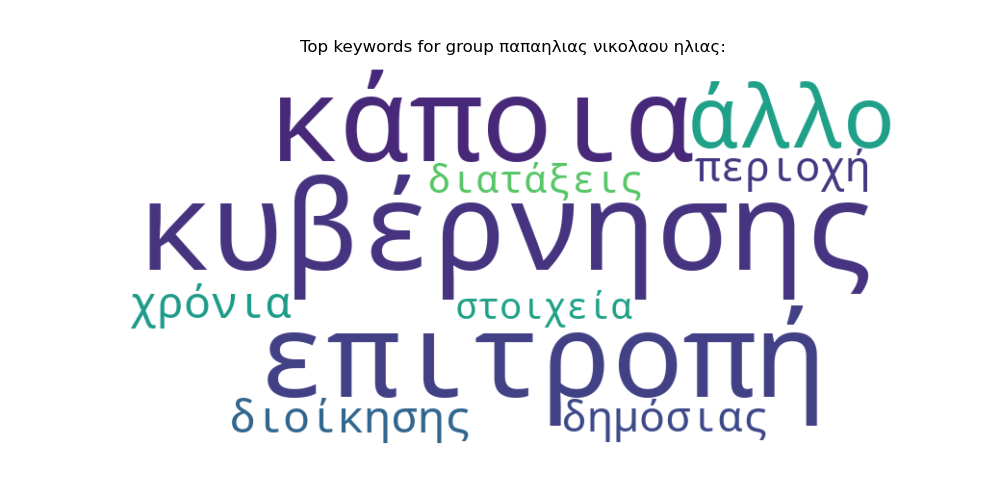 Top keywords for group παπαηλιας νικολαου ηλιας:
κάποια άλλο
διατάξεις περιοχή
κυβέρνησης
χρόνια στοιχεία
επιτροπή
διοίκησης δημόσιας